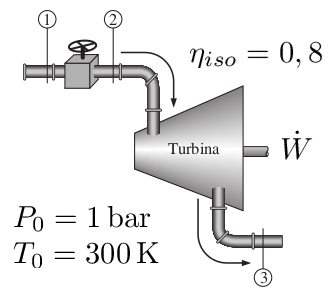 1 2
η_iso = 0, 8
Turbina
Ẇ
P_0 = 1 bar
T_0 = 300 K
3